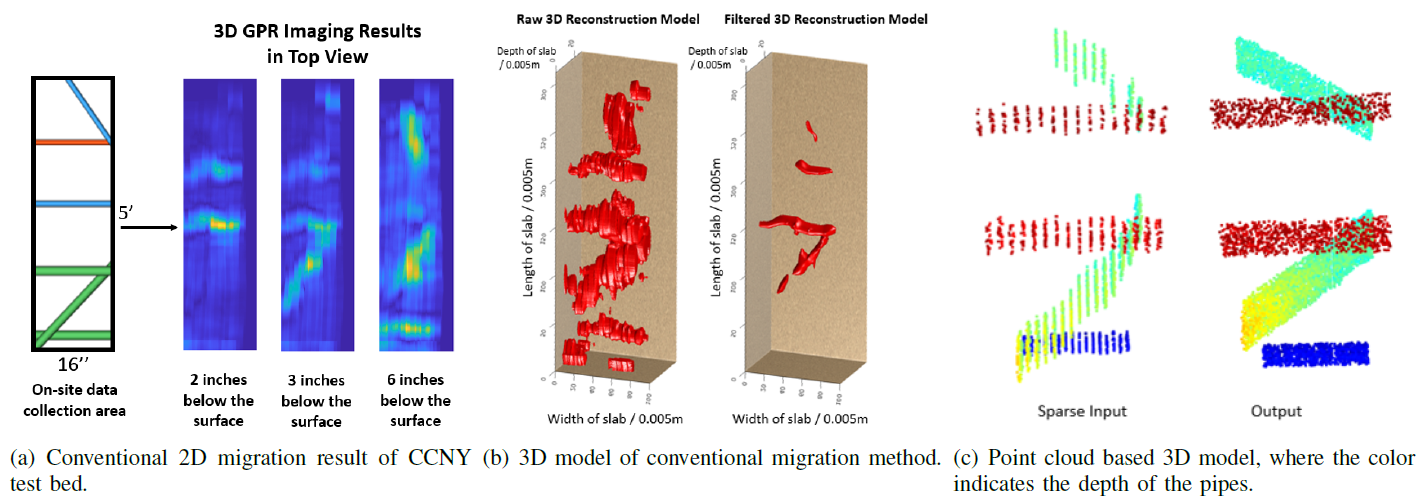 3D GPR Imaging Results
in Top View
5’
16’’
On-site data
collection area
2 inches
below the
surface
3 inches
below the
surface
6 inches
below the
surface
(a) Conventional 2D migration result of CCNY
test bed.
Raw 3D Reconstruction Model
Filtered 3D Reconstruction Model
Depth of slab
/ 0.005m
Depth of slab
/ 0.005m
Length of slab / 0.005m
Length of slab / 0.005m
Width of slab / 0.005m
Width of slab / 0.005m
(b) 3D model of conventional migration method.
Sparse Input
Output
(c) Point cloud based 3D model, where the color
indicates the depth of the pipes.